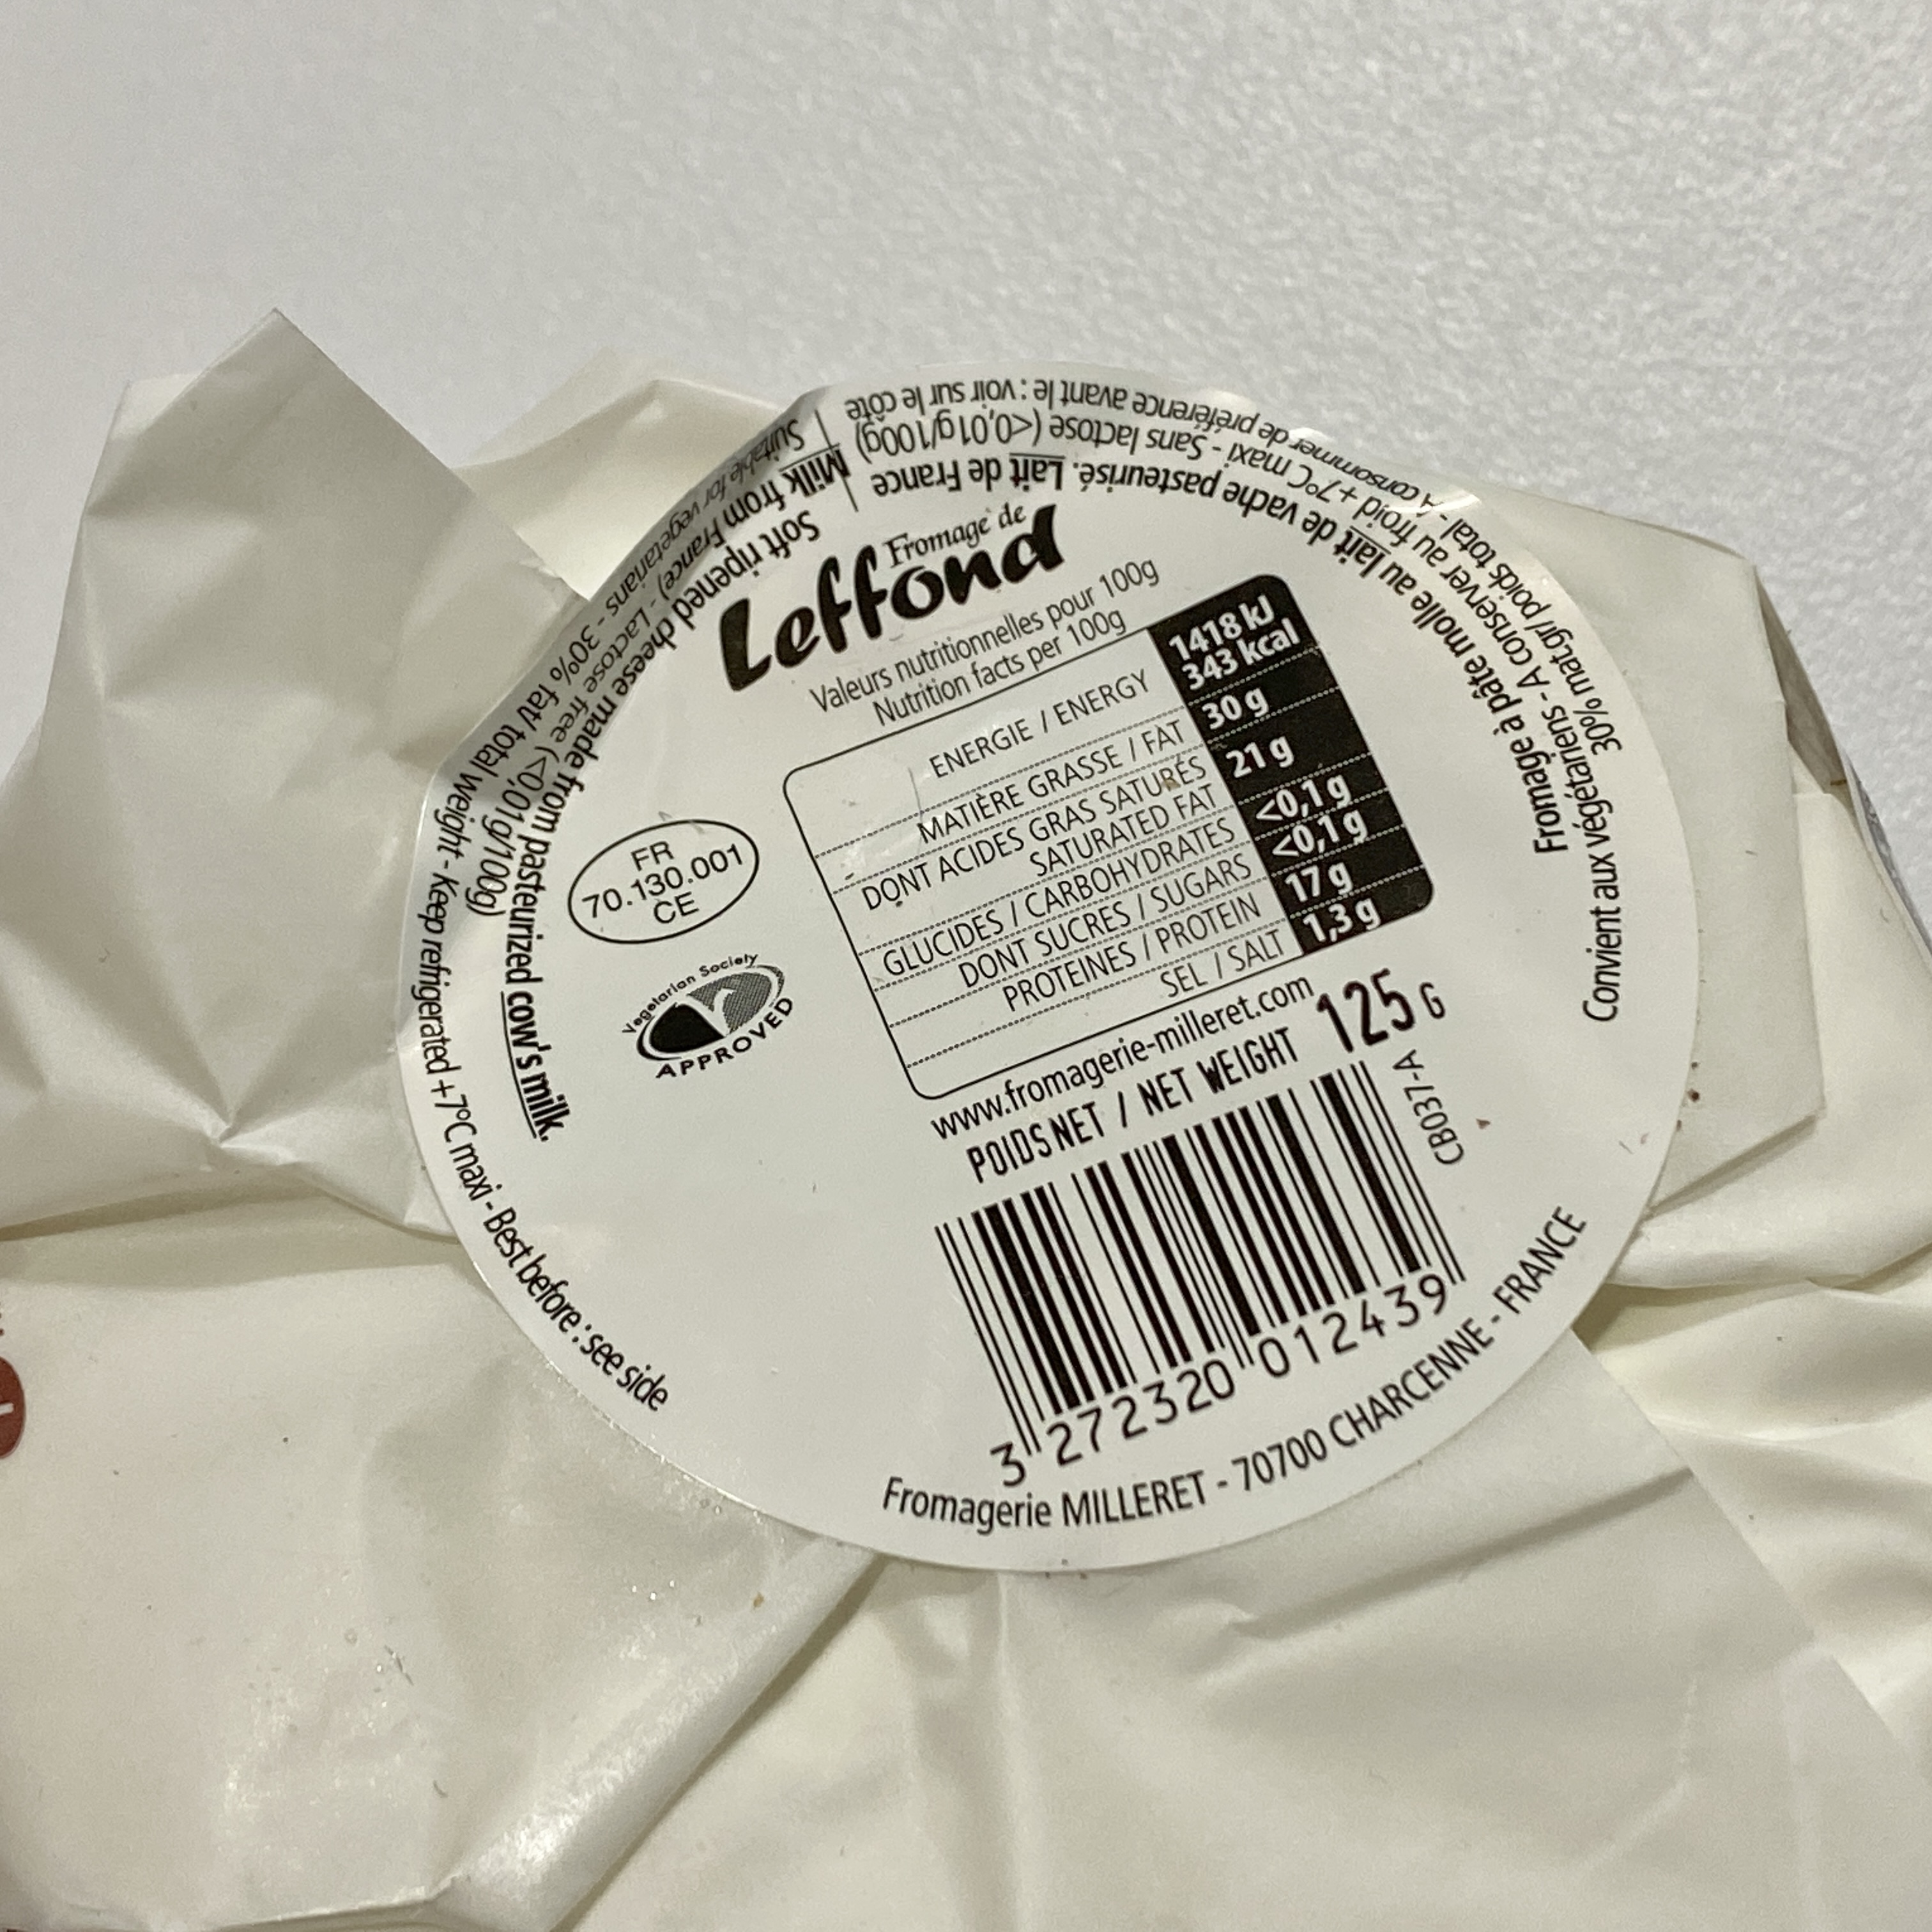 Fromage de
Leffond
Valeurs nutritionnelles pour 100g
Nutrition facts per 100g
ENERGIE / ENERGY 1418 kJ
343 kcal
MATIÈRE GRASSE / FAT 30 g
DONT ACIDES GRAS SATURÉS
SATURATED FAT 21 g
GLUCIDES / CARBOHYDRATES <0,1 g
DONT SUCRES / SUGARS <0,1 g
PROTEINES / PROTEIN 17 g
SEL / SALT 1,3 g
www.fromagerie-milleret.com
POIDS NET / NET WEIGHT 125 G
CB037-A
3 272320 012439
Fromagerie MILLERET - 70700 CHARCENNE - FRANCE
FR
70.130.001
CE
Vegetarian Society
APPROVED
Fromage à pâte molle au lait de vache pasteurisé. Lait de France
Convient aux végétariens - A conserver au froid +7°C maxi - Sans lactose (<0,01g/100g)
30% mat.gr/ poids total - A consommer de préférence avant le : voir sur le côté
Soft ripened cheese made from pasteurized cow's milk.
Milk from France) - Lactose free (<0,01g/100g)
Suitable for vegetarians - 30% fat/ total weight - Keep refrigerated +7°C maxi - Best before : see side